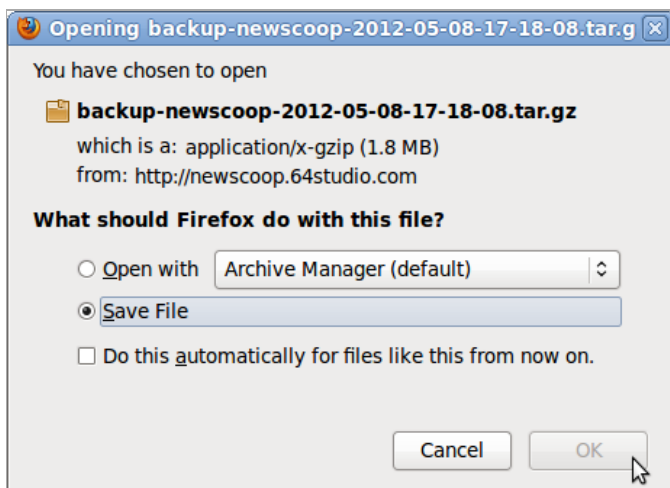 Opening backup-newscoop-2012-05-08-17-18-08.tar.g
You have chosen to open
backup-newscoop-2012-05-08-17-18-08.tar.gz
which is a: application/x-gzip (1.8 MB)
from: http://newscoop.64studio.com
What should Firefox do with this file?
Open with Archive Manager (default)
Save File
Do this automatically for files like this from now on.
Cancel OK